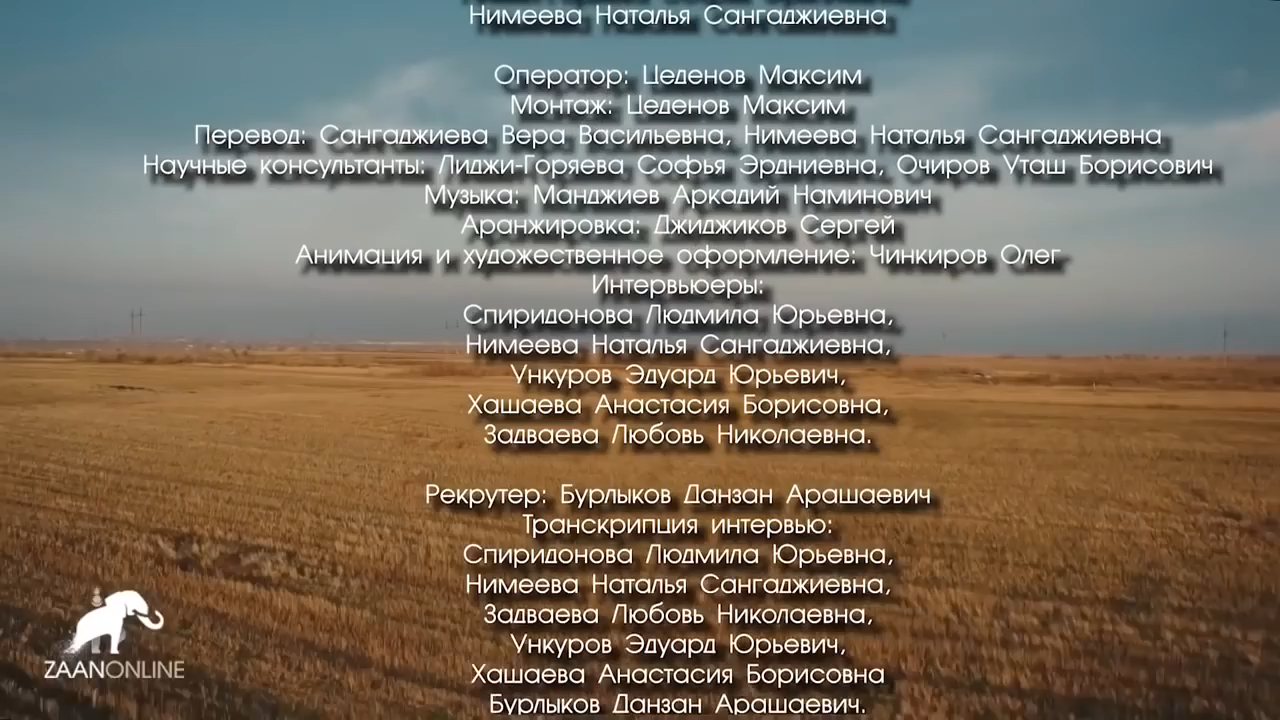 Нимеева Наталья Сангаджиевна
Оператор: Цеденов Максим
Монтаж: Цеденов Максим
Перевод: Сангаджиева Вера Васильевна, Нимеева Наталья Сангаджиевна
Научные консультанты: Лиджи-Горяева Софья Эрдниевна, Очиров Уташ Борисович
Музыка: Манджиев Аркадий Наминович
Аранжировка: Джиджиков Сергей
Анимация и художественное оформление: Чинкиров Олег
Интервьюеры:
Спиридонова Людмила Юрьевна,
Нимеева Наталья Сангаджиевна,
Ункуров Эдуард Юрьевич,
Хашаева Анастасия Борисовна,
Задваева Любовь Николаевна.
Рекрутер: Бурлыков Данзан Арашаевич
Транскрипция интервью:
Спиридонова Людмила Юрьевна,
Нимеева Наталья Сангаджиевна,
Задваева Любовь Николаевна,
Ункуров Эдуард Юрьевич,
Хашаева Анастасия Борисовна
Бурлыков Данзан Арашаевич.
ZAANONLINE